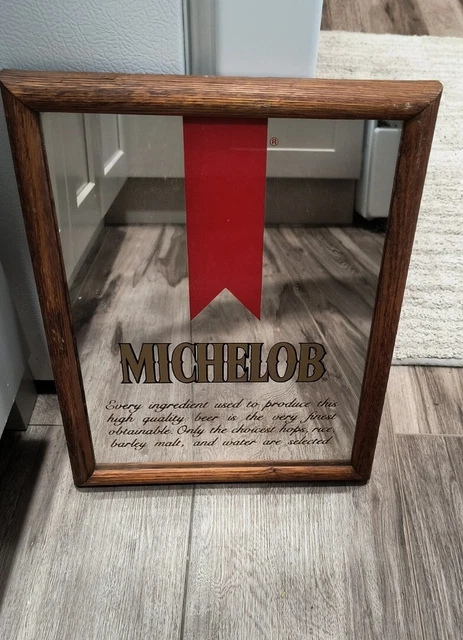 ®
MICHELOB
Every ingredient used to produce this
high quality beer is the very finest
obtainable. Only the choicest hops, rice
barley malt, and water are selected